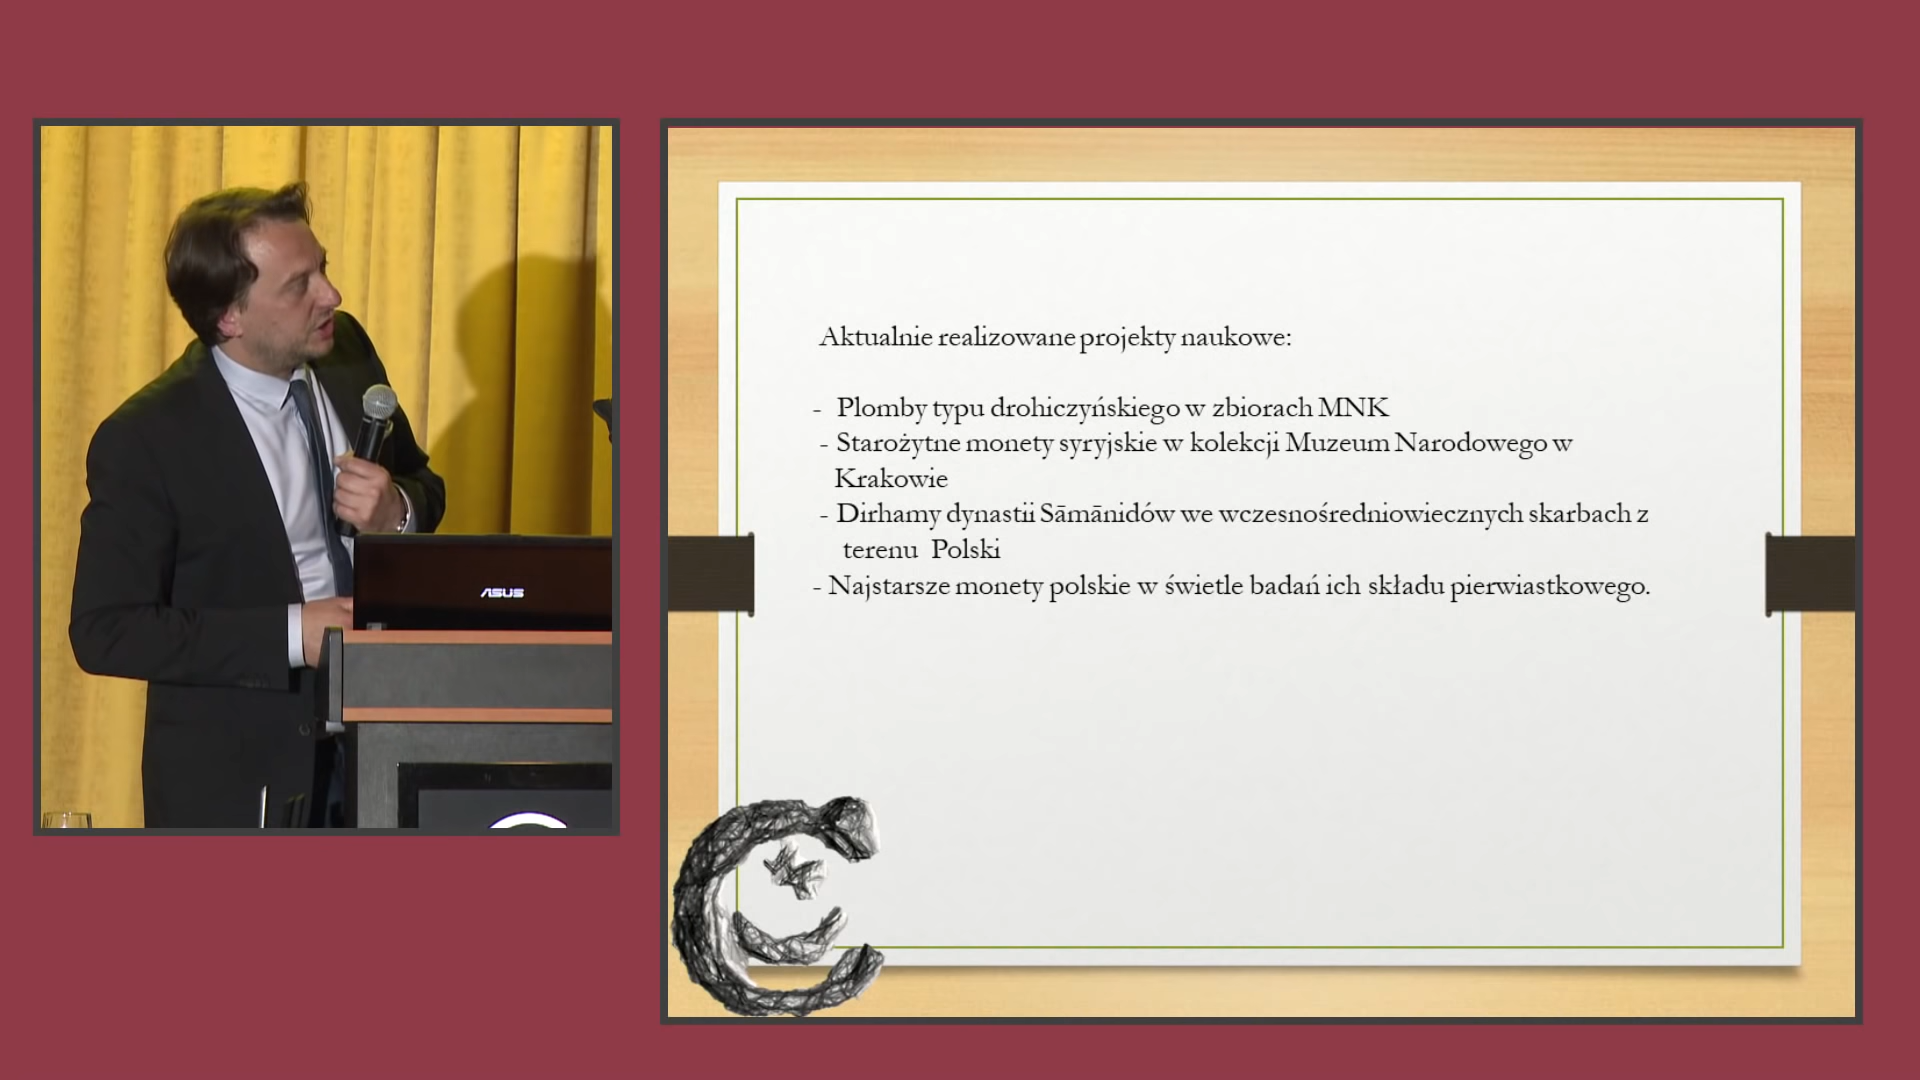 Aktualnie realizowane projekty naukowe:
- Plomby typu drohiczyńskiego w zbiorach MNK
- Starożytne monety syryjskie w kolekcji Muzeum Narodowego w
Krakowie
- Dirhamy dynastii Sāmānidów we wczesnośredniowiecznych skarbach z
terenu Polski
- Najstarsze monety polskie w świetle badań ich składu pierwiastkowego.
ASUS